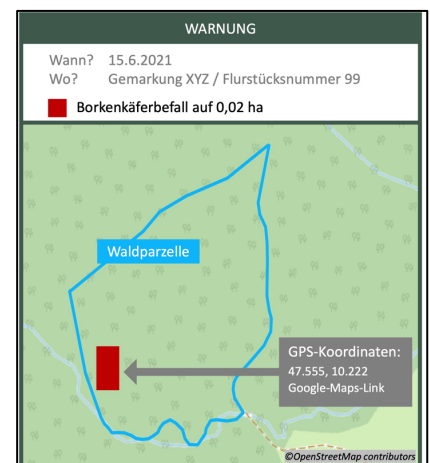 WARNUNG
Wann? 15.6.2021
Wo? Gemarkung XYZ / Flurstücksnummer 99
Borkenkäferbefall auf 0,02 ha
Waldparzelle
GPS-Koordinaten:
47.555, 10.222
Google-Maps-Link
©OpenStreetMap contributors